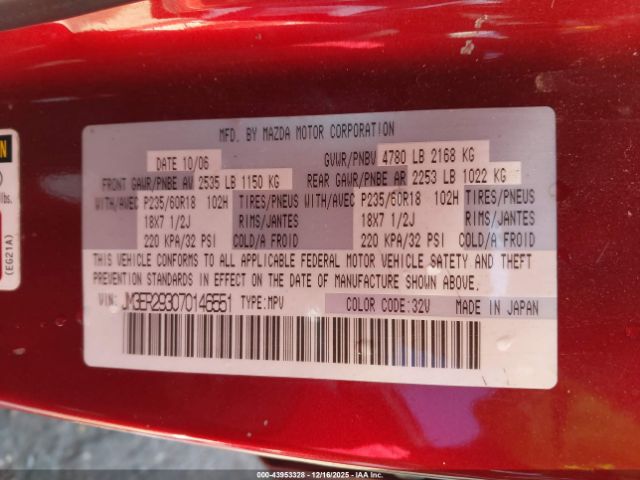 MFD. BY MAZDA MOTOR CORPORATION
DATE 10/06 GVWR/PNBV 4780 LB 2168 KG
FRONT GAWR/PNBE AV 2535 LB 1150 KG REAR GAWR/PNBE AR 2253 LB 1022 KG
WITH/AVEC P235/60R18 102H TIRES/PNEUS WITH/AVEC P235/60R18 102H TIRES/PNEUS
18X7 1/2J RIMS/JANTES 18X7 1/2J RIMS/JANTES
220 KPA/32 PSI COLD/A FROID 220 KPA/32 PSI COLD/A FROID
THIS VEHICLE CONFORMS TO ALL APPLICABLE FEDERAL MOTOR VEHICLE SAFETY AND THEFT
PREVENTION STANDARDS IN EFFECT ON THE DATE OF MANUFACTURE SHOWN ABOVE.
VIN: JM3ER293070146551 TYPE:MPV COLOR CODE:32V MADE IN JAPAN
lbs.
(EG21A)
© IAA - 43953328 - 12/16/2025 - IAAI.com